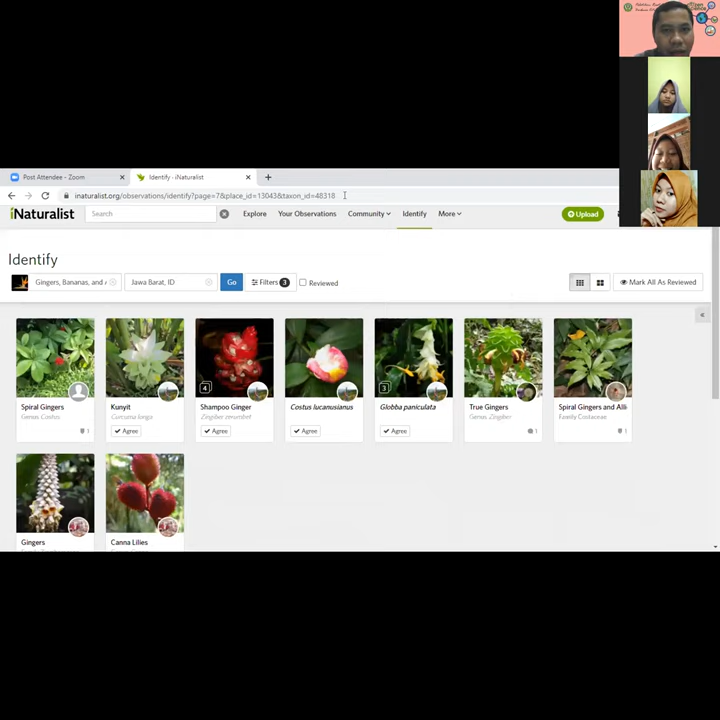 Post Attendee - Zoom
Identify · iNaturalist
inaturalist.org/observations/identify?page=7&place_id=13043&taxon_id=48318
iNaturalist
Search
Explore
Your Observations
Community
Identify
More
Upload
Identify
Gingers, Bananas, and
Jawa Barat, ID
Go
Filters 3
Reviewed
Mark All As Reviewed
Spiral Gingers
Genus Costus
1
Kunyit
Curcuma longa
Agree
4
Shampoo Ginger
Zingiber zerumbet
Agree
Costus lucanusianus
Agree
3
Globba paniculata
Agree
True Gingers
Genus Zingiber
1
Spiral Gingers and Alli
Family Costaceae
1
Gingers
Canna Lilies